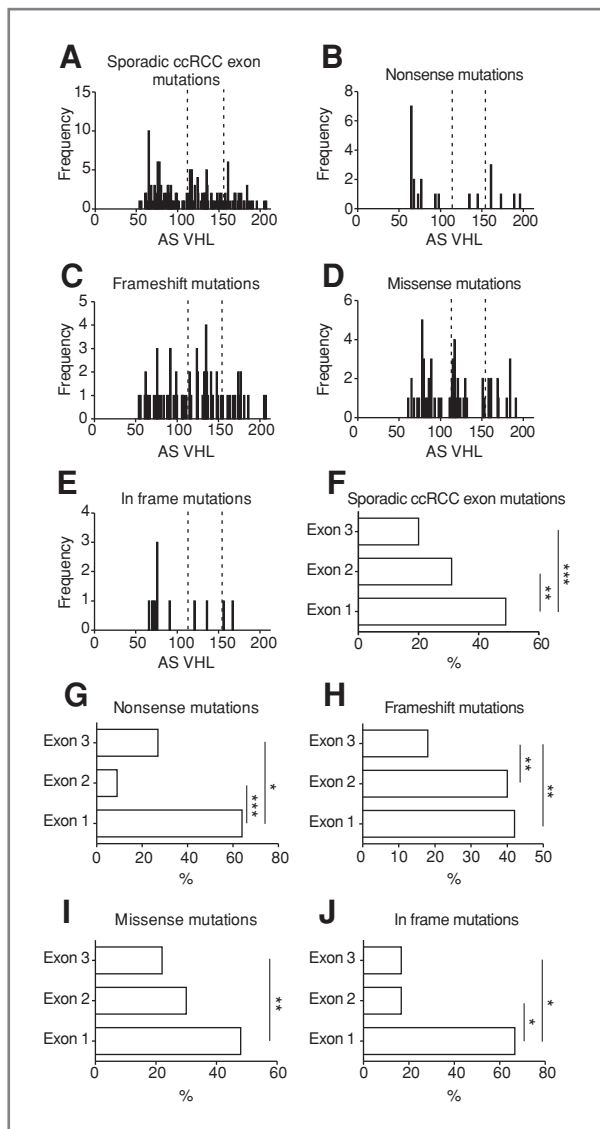 A
Sporadic ccRCC exon
mutations
Frequency
15
10
5
0
0 50 100 150 200
AS VHL
B
Nonsense mutations
Frequency
8
6
4
2
0
0 50 100 150 200
AS VHL
C
Frameshift mutations
Frequency
5
4
3
2
1
0
0 50 100 150 200
AS VHL
D
Missense mutations
Frequency
6
4
2
0
0 50 100 150 200
AS VHL
E
In frame mutations
Frequency
4
3
2
1
0
0 50 100 150 200
AS VHL
F
Sporadic ccRCC exon mutations
Exon 3
Exon 2
Exon 1
**
***
0 20 40 60
%
G
Nonsense mutations
Exon 3
Exon 2
Exon 1
***
*
0 20 40 60 80
%
H
Frameshift mutations
Exon 3
Exon 2
Exon 1
**
**
0 10 20 30 40 50
%
I
Missense mutations
Exon 3
Exon 2
Exon 1
**
0 20 40 60
%
J
In frame mutations
Exon 3
Exon 2
Exon 1
*
*
0 20 40 60 80
%